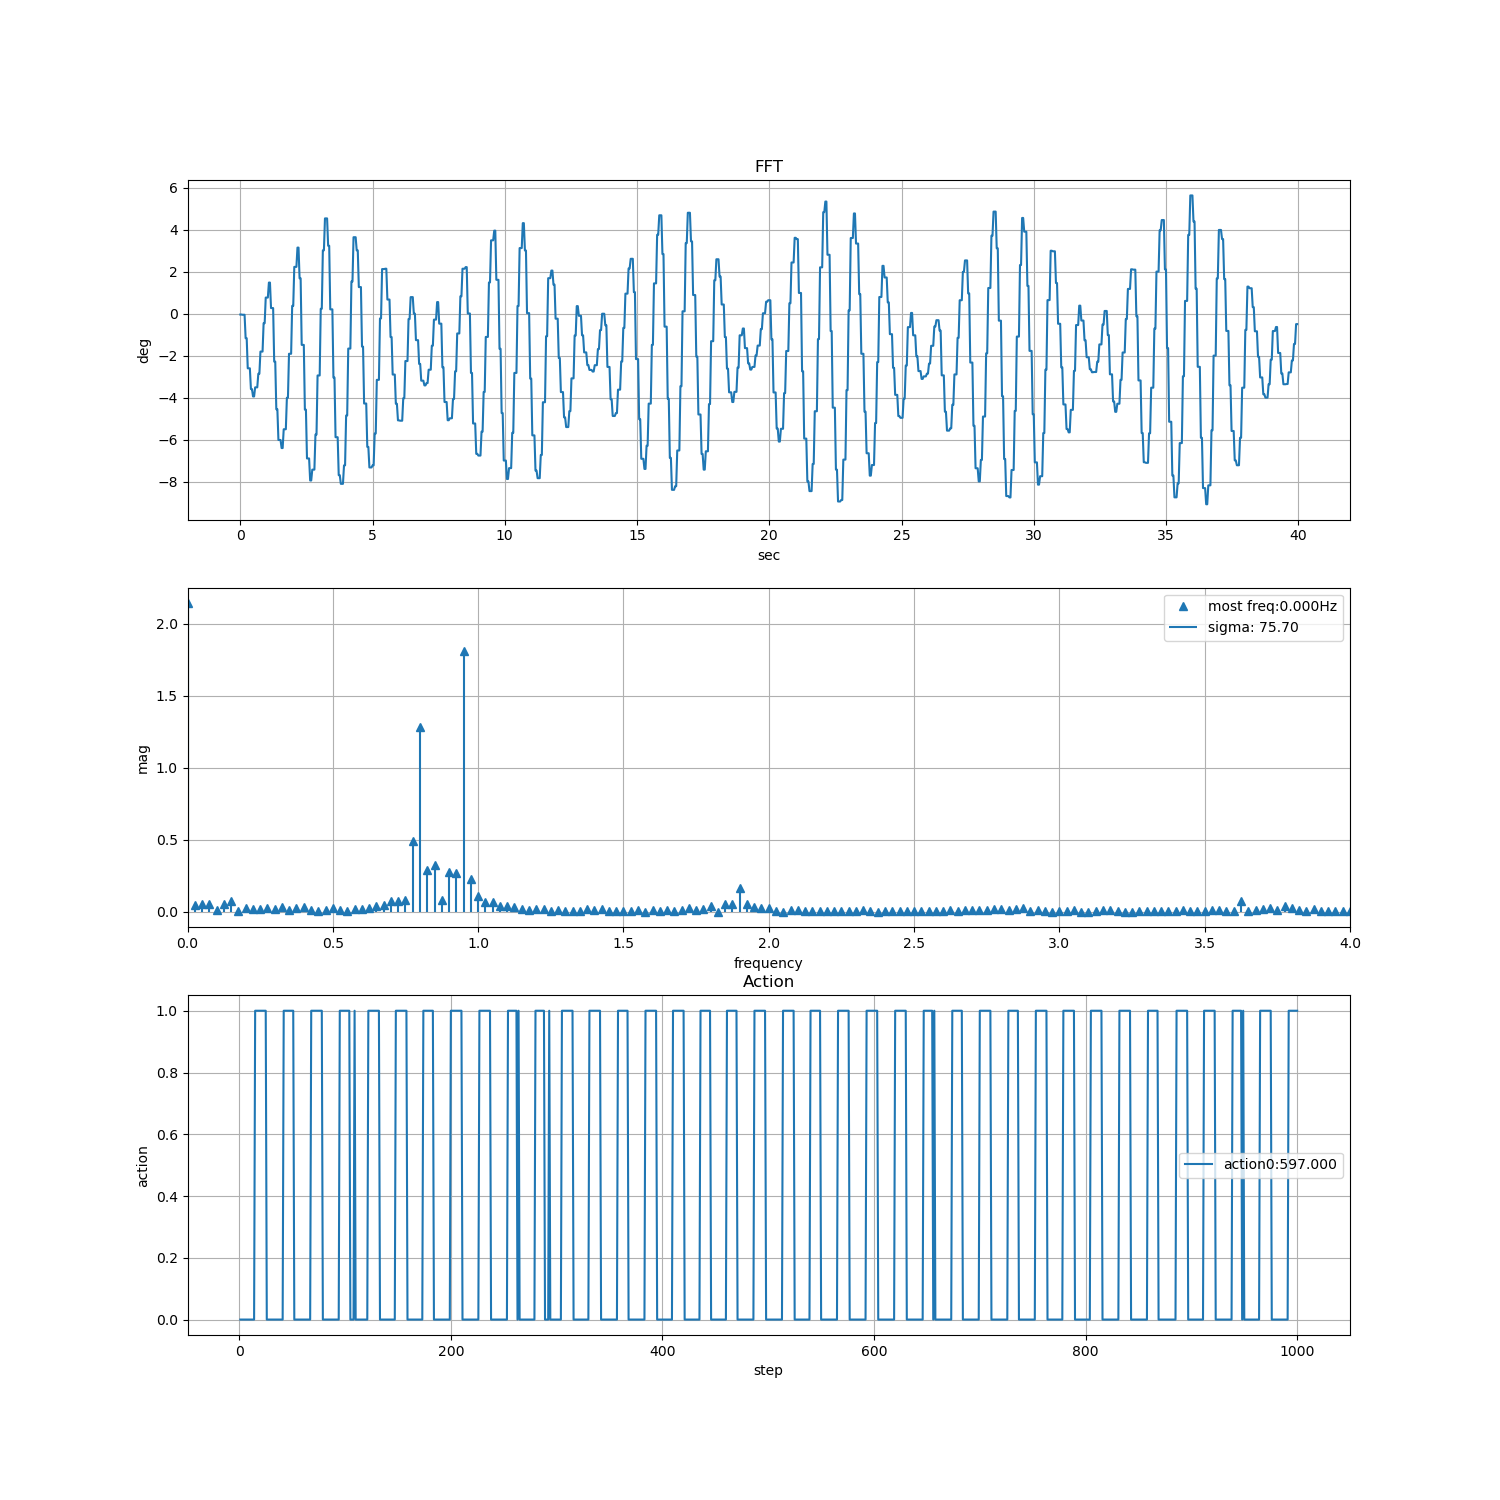 FFT
6
4
2
0
−2
−4
−6
−8
deg
0 5 10 15 20 25 30 35 40
sec
most freq:0.000Hz
sigma: 75.70
2.0
1.5
1.0
0.5
0.0
mag
0.0 0.5 1.0 1.5 2.0 2.5 3.0 3.5 4.0
frequency
Action
1.0
0.8
0.6
0.4
0.2
0.0
action
action0:597.000
0 200 400 600 800 1000
step